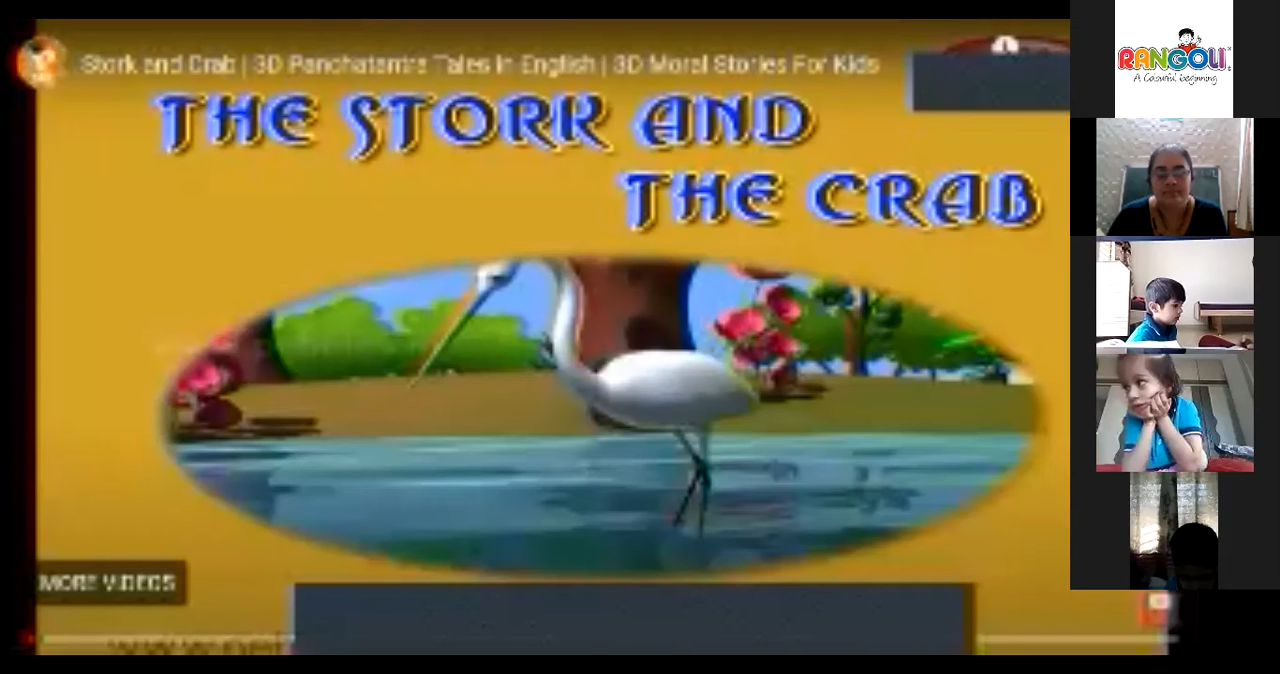 Stork and Crab | 3D Panchatantra Tales in English | 3D Moral Stories For Kids
THE STORK AND
THE CRAB
MORE VIDEOS
RANGOLI
A Colourful beginning